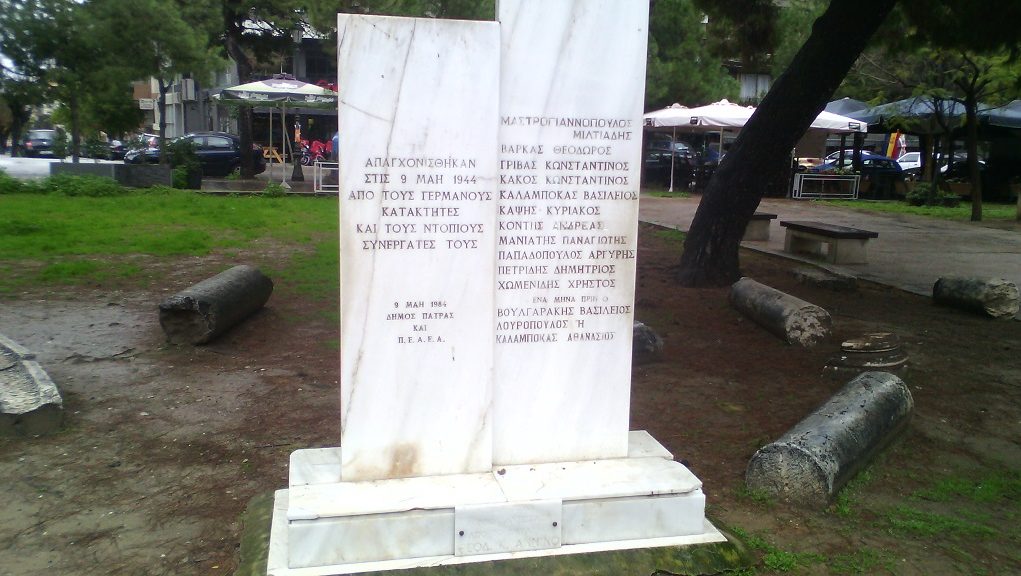 ΑΠΑΓΧΟΝΙΣΘΗΚΑΝ
ΣΤΙΣ 9 ΜΑΗ 1944
ΑΠΟ ΤΟΥΣ ΓΕΡΜΑΝΟΥΣ
ΚΑΤΑΚΤΗΤΕΣ
ΚΑΙ ΤΟΥΣ ΝΤΟΠΙΟΥΣ
ΣΥΝΕΡΓΑΤΕΣ ΤΟΥΣ
9 ΜΑΗ 1984
ΔΗΜΟΣ ΠΑΤΡΑΣ
ΚΑΙ
Π.Ε.Α.Ε.Α.
ΜΑΣΤΡΟΓΙΑΝΝΟΠΟΥΛΟΣ
ΜΙΛΤΙΑΔΗΣ
ΒΑΡΚΑΣ ΘΕΟΔΩΡΟΣ
ΓΡΙΒΑΣ ΚΩΝΣΤΑΝΤΙΝΟΣ
ΚΑΚΟΣ ΚΩΝΣΤΑΝΤΙΝΟΣ
ΚΑΛΑΜΠΟΚΑΣ ΒΑΣΙΛΕΙΟΣ
ΚΑΨΗΣ ΚΥΡΙΑΚΟΣ
ΚΟΝΤΗΣ ΑΝΔΡΕΑΣ
ΜΑΝΙΑΤΗΣ ΠΑΝΑΓΙΩΤΗΣ
ΠΑΠΑΔΟΠΟΥΛΟΣ ΑΡΓΥΡΗΣ
ΠΕΤΡΙΔΗΣ ΔΗΜΗΤΡΙΟΣ
ΧΩΜΕΝΙΔΗΣ ΧΡΗΣΤΟΣ
ΕΝΑ ΜΗΝΑ ΠΡΙΝ Ο
ΒΟΥΛΓΑΡΑΚΗΣ ΒΑΣΙΛΕΙΟΣ
ΛΟΥΡΟΠΟΥΛΟΣ Ή
ΚΑΛΑΜΠΟΚΑΣ ΑΘΑΝΑΣΙΟΣ